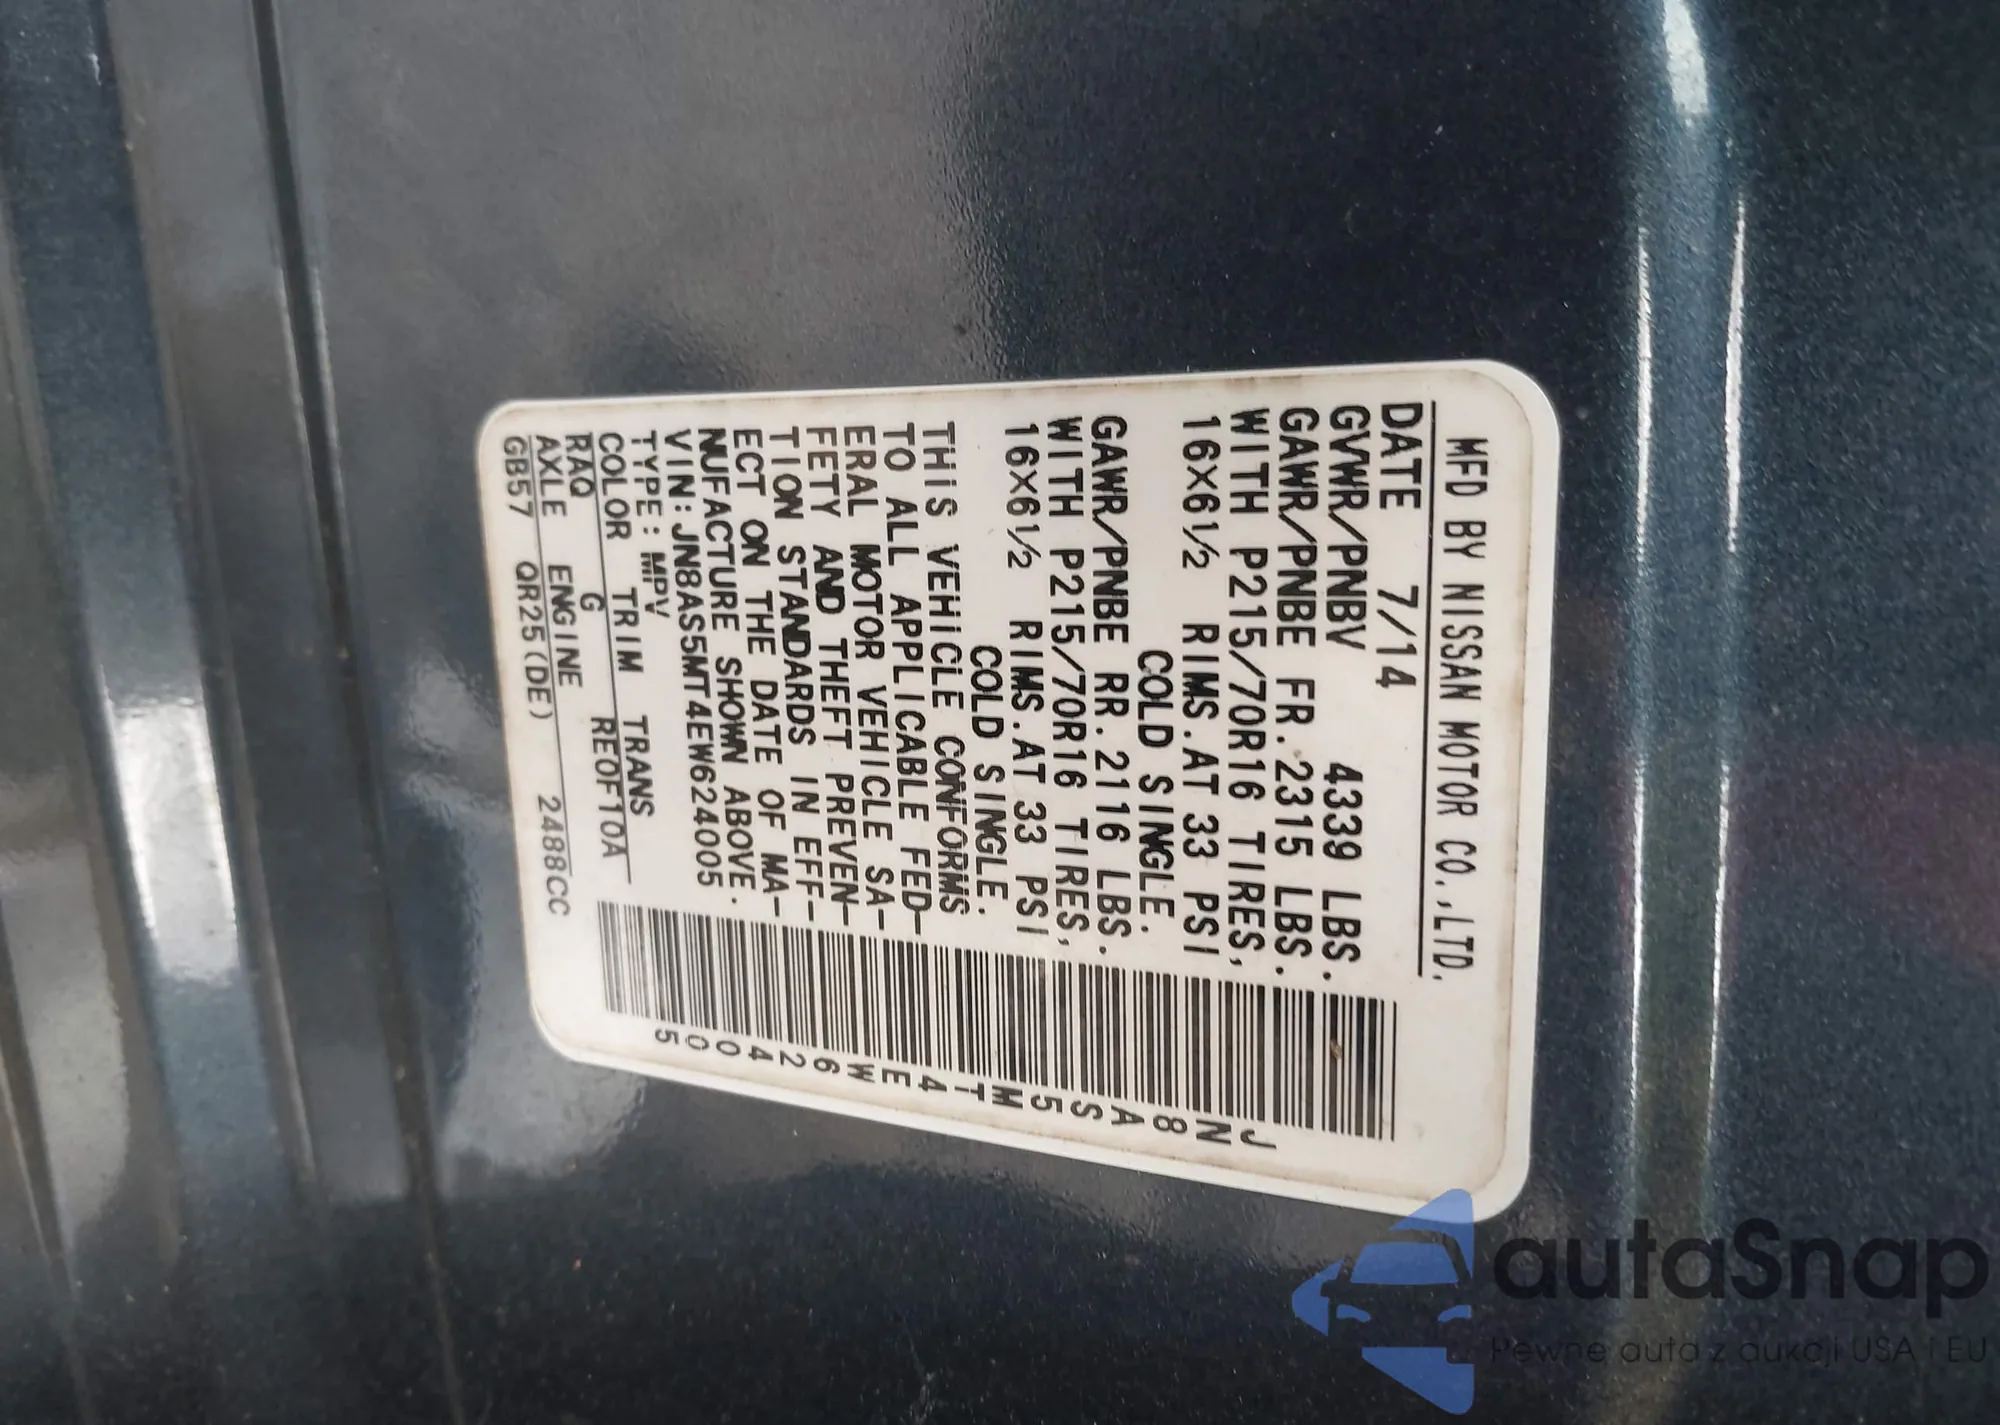 MFD BY NISSAN MOTOR CO.,LTD.
DATE 7/14
GVWR/PNBV 4339 LBS.
GAWR/PNBE FR.2315 LBS.
WITH P215/70R16 TIRES,
16X6½ RIMS.AT 33 PSI
COLD SINGLE.
GAWR/PNBE RR.2116 LBS.
WITH P215/70R16 TIRES,
16X6½ RIMS.AT 33 PSI
COLD SINGLE.
THIS VEHICLE CONFORMS
TO ALL APPLICABLE FED-
ERAL MOTOR VEHICLE SA-
FETY AND THEFT PREVEN-
TION STANDARDS IN EFF-
ECT ON THE DATE OF MA-
NUFACTURE SHOWN ABOVE.
VIN:JN8AS5MT4EW624005
TYPE:MPV
COLOR TRIM TRANS
RAQ G RE0F10A
AXLE ENGINE
GB57 QR25(DE) 2488CC
JN8AS5MT4EW624005
autaSnap
Pewne auta z aukcji USA i EU